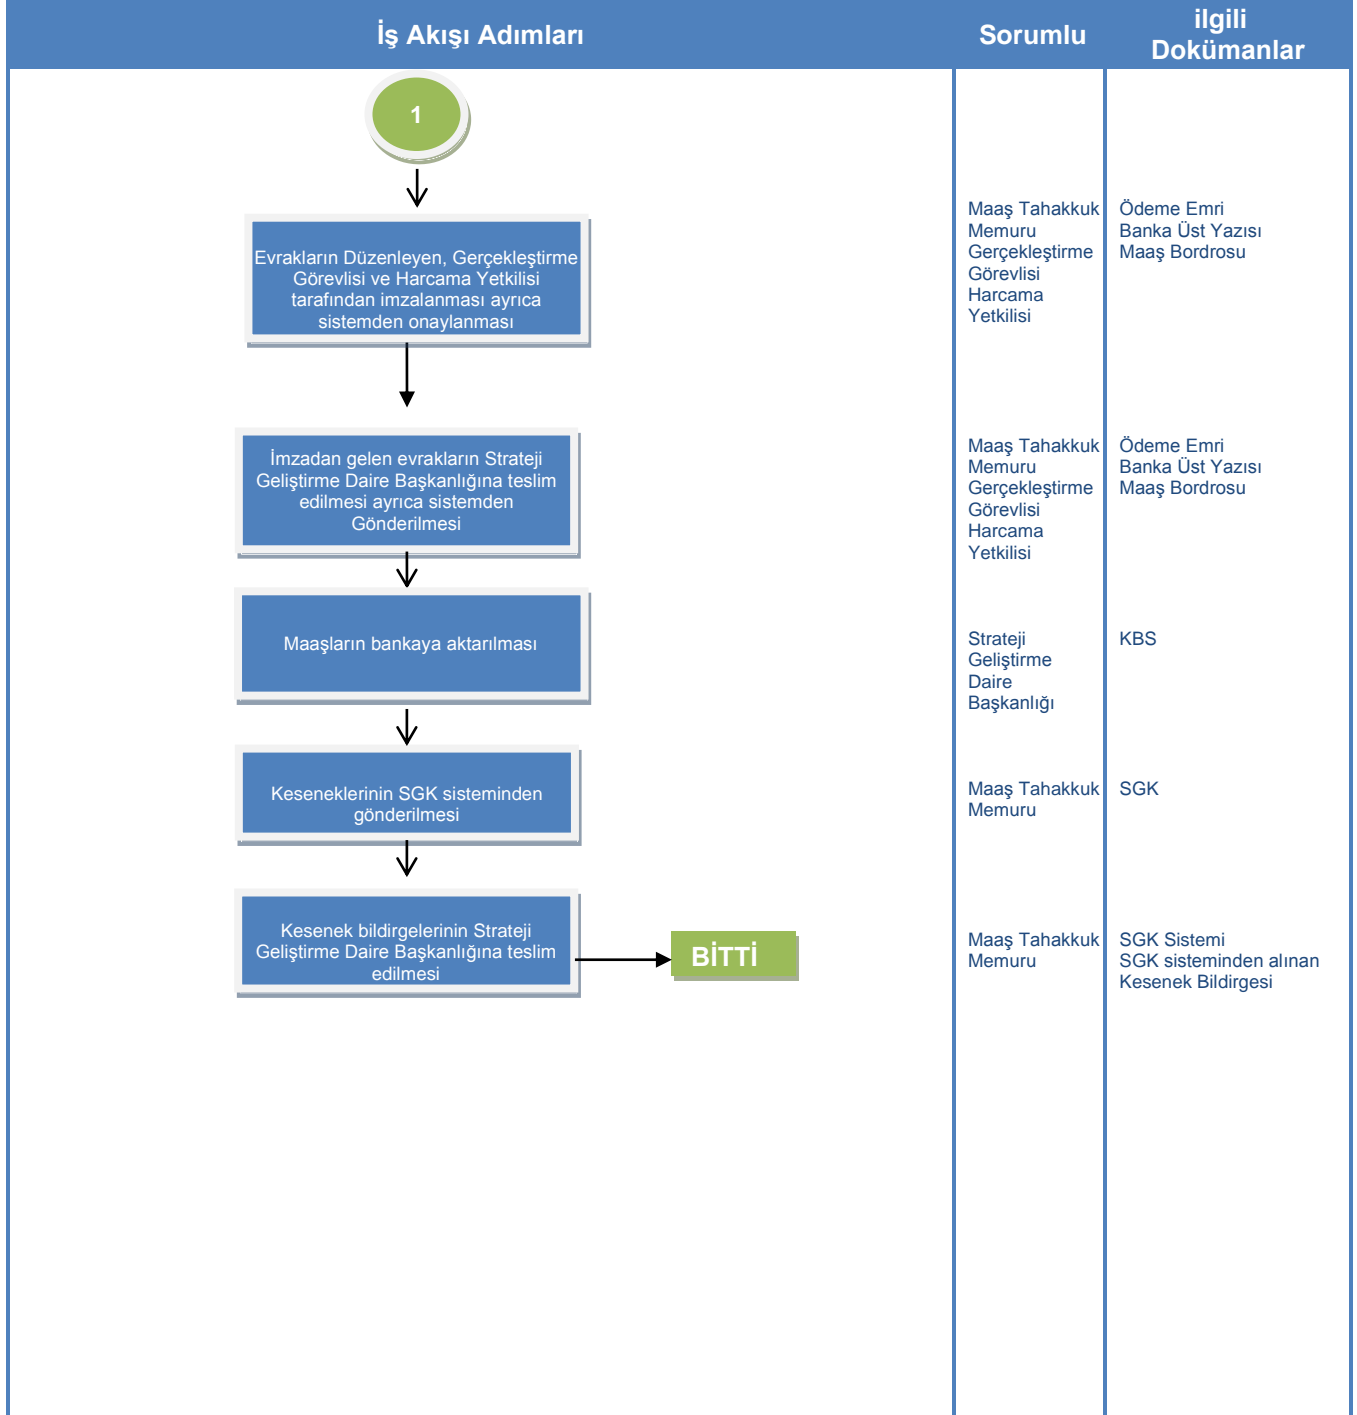 İş Akışı Adımları
Sorumlu
ilgili
Dokümanlar
1
Evrakların Düzenleyen, Gerçekleştirme
Görevlisi ve Harcama Yetkilisi
tarafından imzalanması ayrıca
sistemden onaylanması
Maaş Tahakkuk
Memuru
Gerçekleştirme
Görevlisi
Harcama
Yetkilisi
Ödeme Emri
Banka Üst Yazısı
Maaş Bordrosu
İmzadan gelen evrakların Strateji
Geliştirme Daire Başkanlığına teslim
edilmesi ayrıca sistemden
Gönderilmesi
Maaş Tahakkuk
Memuru
Gerçekleştirme
Görevlisi
Harcama
Yetkilisi
Ödeme Emri
Banka Üst Yazısı
Maaş Bordrosu
Maaşların bankaya aktarılması
Strateji
Geliştirme
Daire
Başkanlığı
KBS
Keseneklerinin SGK sisteminden
gönderilmesi
Maaş Tahakkuk
Memuru
SGK
Kesenek bildirgelerinin Strateji
Geliştirme Daire Başkanlığına teslim
edilmesi
BİTTİ
Maaş Tahakkuk
Memuru
SGK Sistemi
SGK sisteminden alınan
Kesenek Bildirgesi